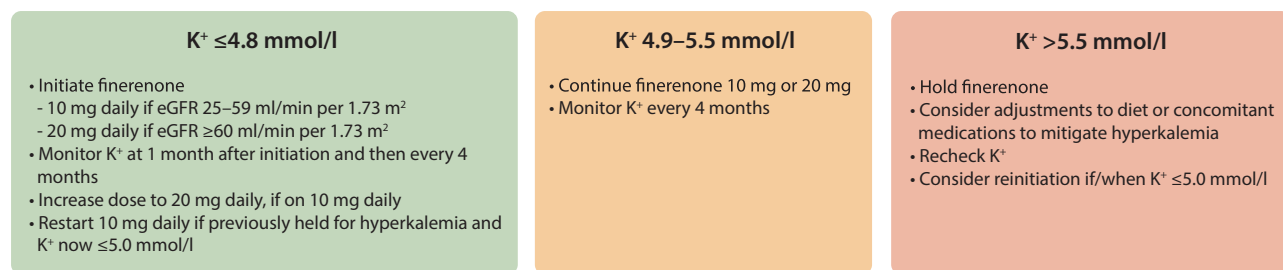 K⁺ ≤4.8 mmol/l
• Initiate finerenone
- 10 mg daily if eGFR 25–59 ml/min per 1.73 m²
- 20 mg daily if eGFR ≥60 ml/min per 1.73 m²
• Monitor K⁺ at 1 month after initiation and then every 4
months
• Increase dose to 20 mg daily, if on 10 mg daily
• Restart 10 mg daily if previously held for hyperkalemia and
K⁺ now ≤5.0 mmol/l
K⁺ 4.9–5.5 mmol/l
• Continue finerenone 10 mg or 20 mg
• Monitor K⁺ every 4 months
K⁺ >5.5 mmol/l
• Hold finerenone
• Consider adjustments to diet or concomitant
medications to mitigate hyperkalemia
• Recheck K⁺
• Consider reinitiation if/when K⁺ ≤5.0 mmol/l